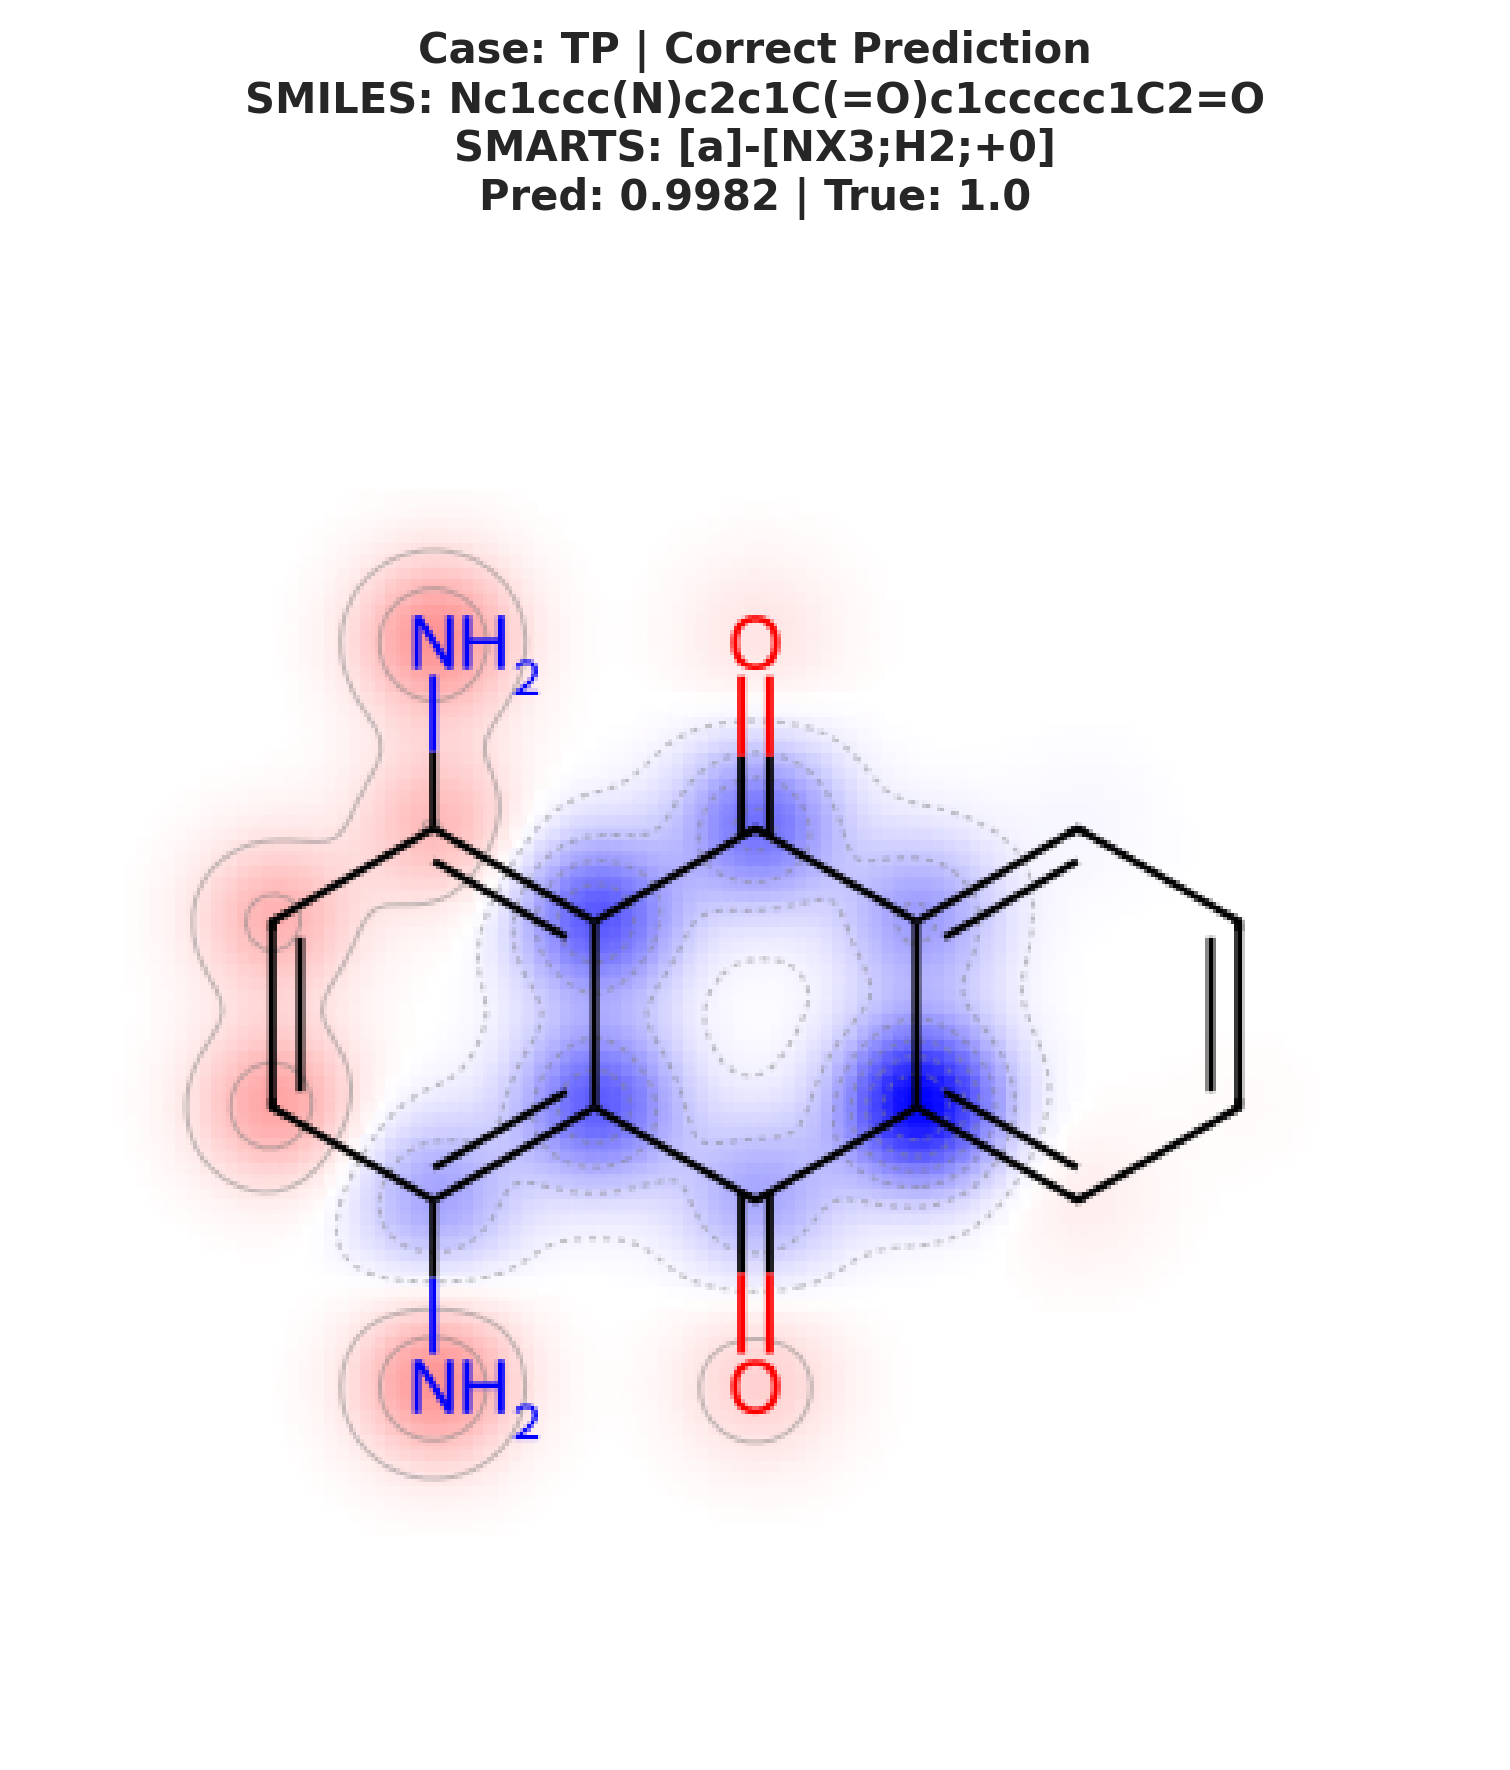 Case: TP | Correct Prediction
SMILES: Nc1ccc(N)c2c1C(=O)c1ccccc1C2=O
SMARTS: [a]-[NX3;H2;+0]
Pred: 0.9982 | True: 1.0
NH2 O
NH2 O